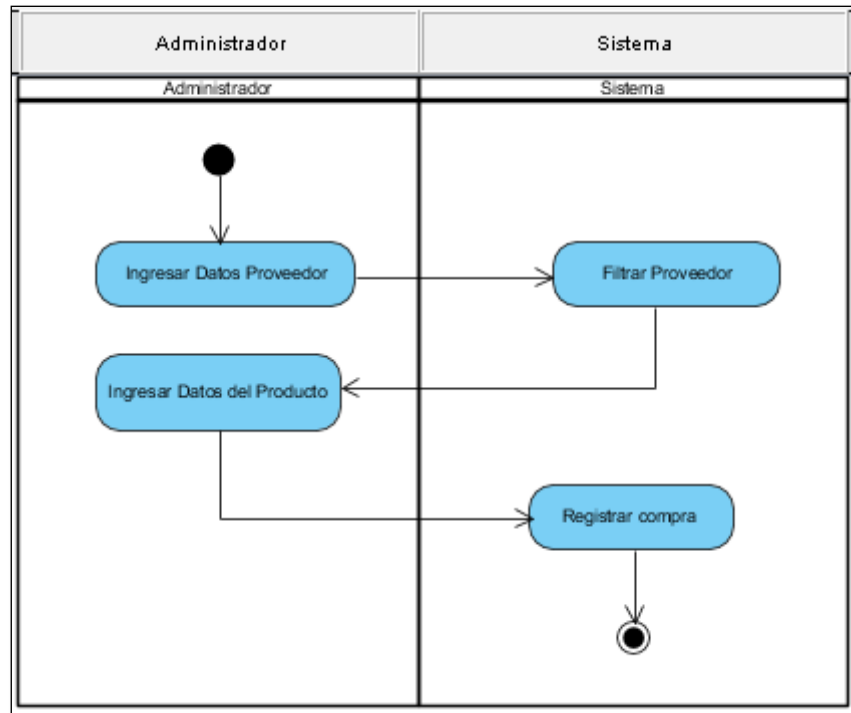 Administrador
Sistema
Administrador
Sistema
Ingresar Datos Proveedor
Filtrar Proveedor
Ingresar Datos del Producto
Registrar compra